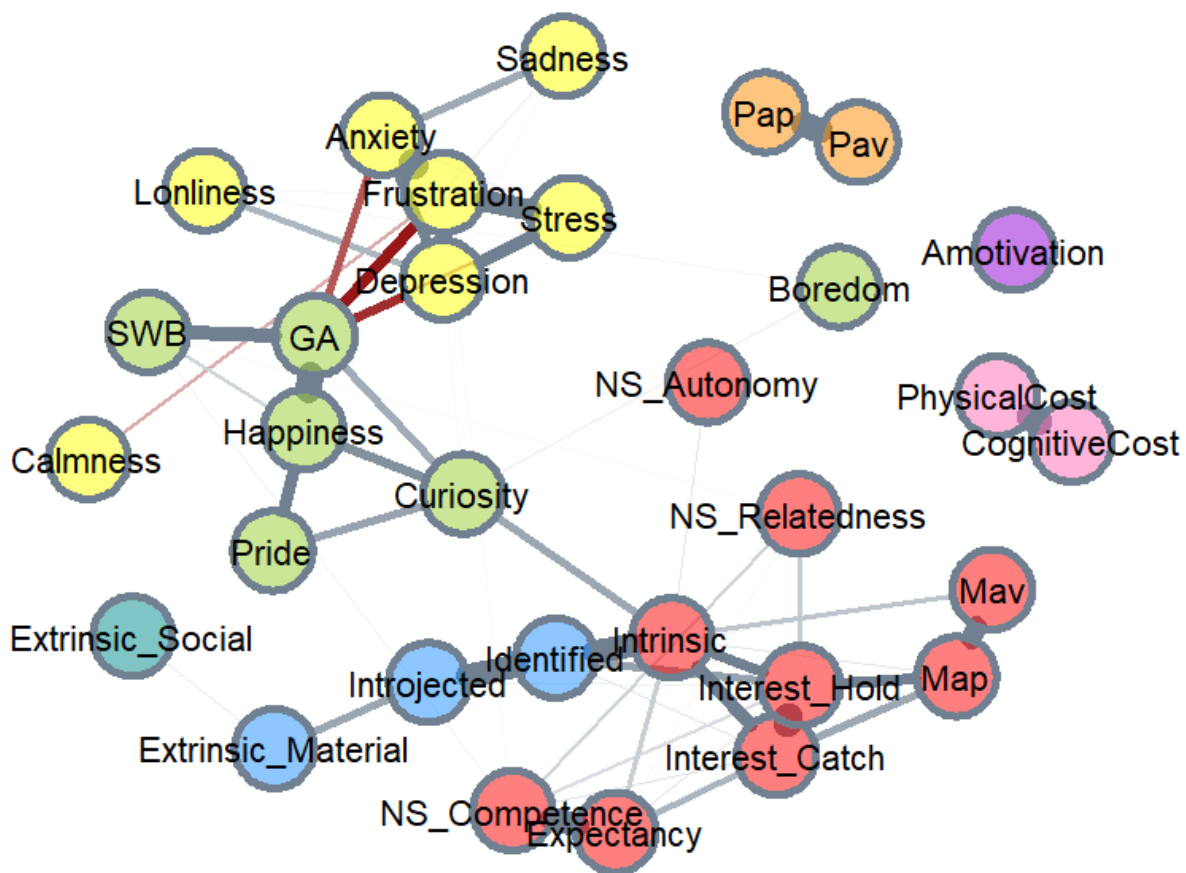 Sadness
Pap
Anxiety
Pav
Lonliness
Frustration
Stress
Amotivation
Depression
Boredom
SWB
GA
NS_Autonomy
PhysicalCost
Happiness
CognitiveCost
Calmness
Curiosity
NS_Relatedness
Pride
Mav
Extrinsic_Social
Intrinsic
Identified
Introjected
Interest_Hold
Map
Extrinsic_Material
Interest_Catch
NS_Competence
Expectancy